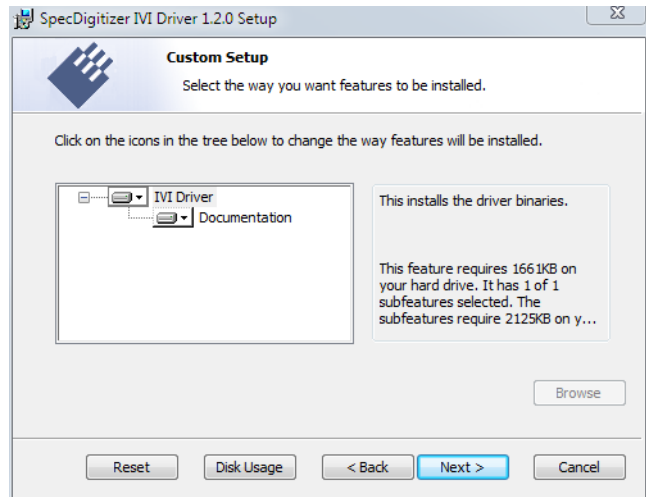 SpecDigitizer IVI Driver 1.2.0 Setup
Custom Setup
Select the way you want features to be installed.
Click on the icons in the tree below to change the way features will be installed.
IVI Driver
Documentation
This installs the driver binaries.
This feature requires 1661KB on
your hard drive. It has 1 of 1
subfeatures selected. The
subfeatures require 2125KB on y...
Browse
Reset
Disk Usage
< Back
Next >
Cancel